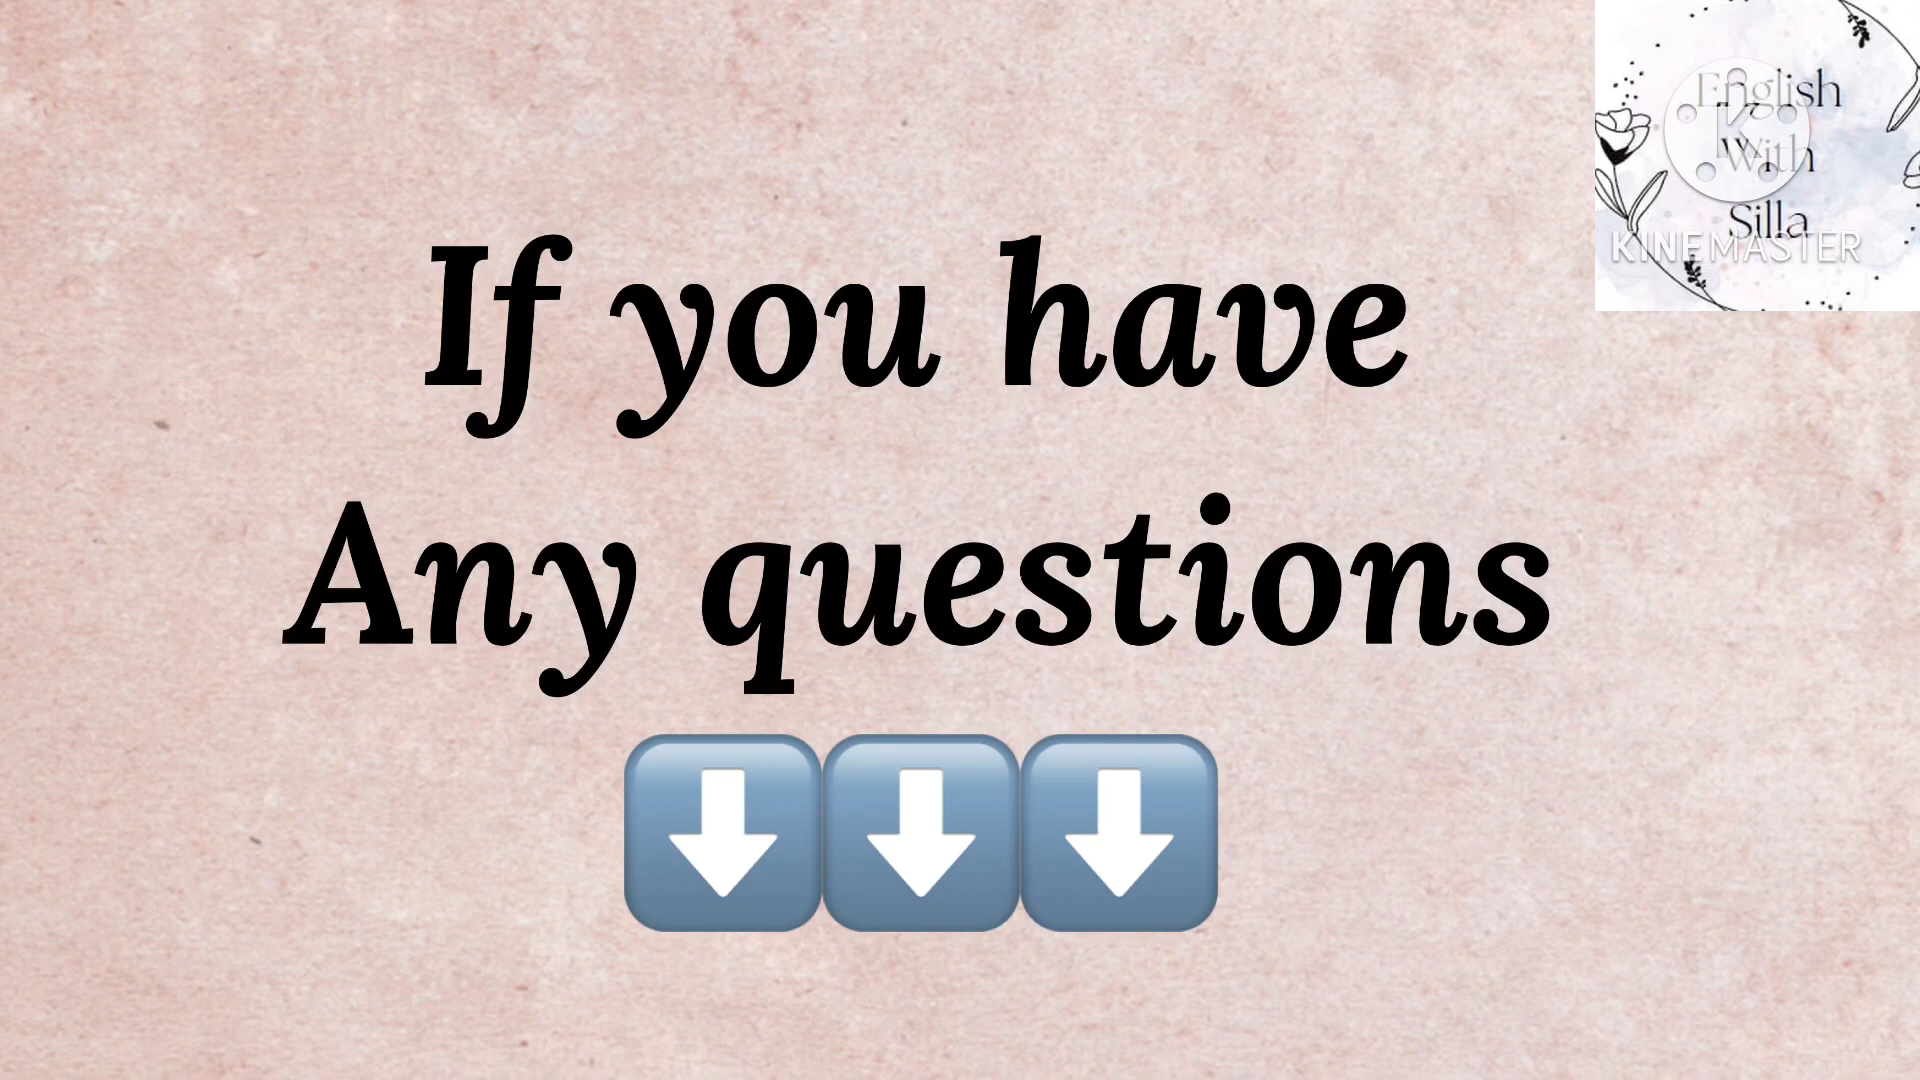 If you have
Any questions
English
With
Silla
KINEMASTER